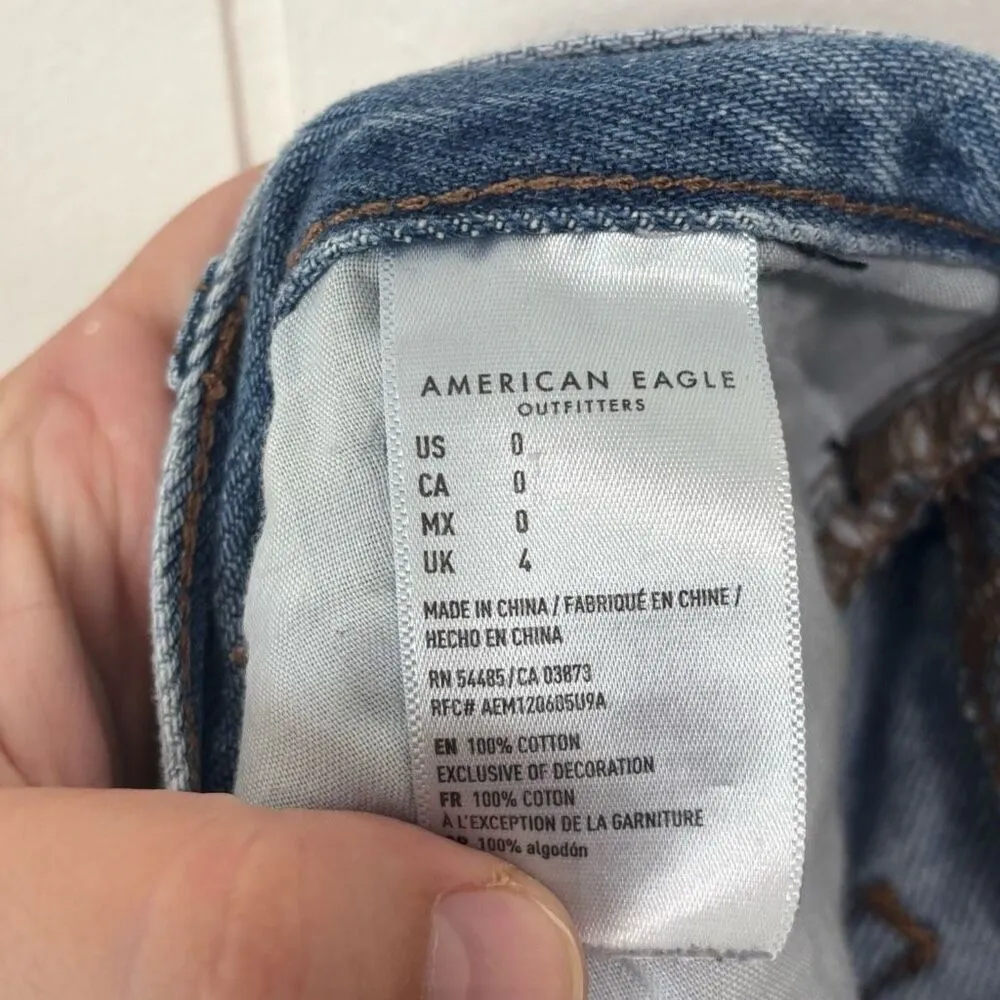 AMERICAN EAGLE
OUTFITTERS
US 0
CA 0
MX 0
UK 4
MADE IN CHINA / FABRIQUÉ EN CHINE /
HECHO EN CHINA
RN 54485 / CA 03873
RFC# AEM120605U9A
EN 100% COTTON
EXCLUSIVE OF DECORATION
FR 100% COTON
À L'EXCEPTION DE LA GARNITURE
100% algodón